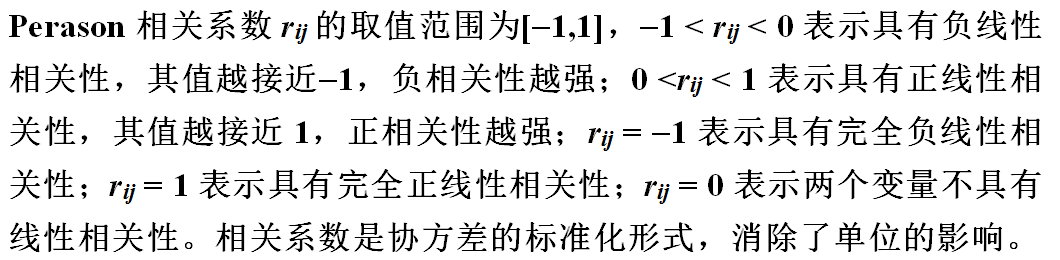 Perason 相关系数 rij 的取值范围为[–1,1]，–1 < rij < 0 表示具有负线性
相关性，其值越接近–1，负相关性越强；0 <rij < 1 表示具有正线性相
关性，其值越接近 1，正相关性越强；rij = –1 表示具有完全负线性相
关性；rij = 1 表示具有完全正线性相关性；rij = 0 表示两个变量不具有
线性相关性。相关系数是协方差的标准化形式，消除了单位的影响。